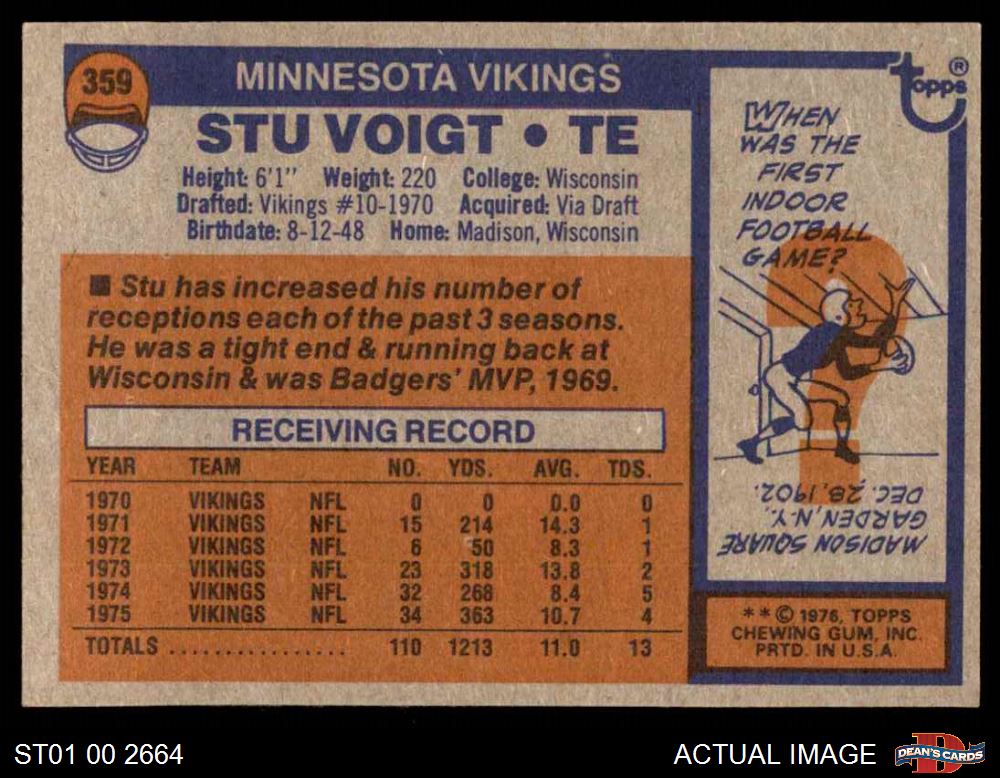 359
MINNESOTA VIKINGS
STU VOIGT • TE
Height: 6'1" Weight: 220 College: Wisconsin
Drafted: Vikings #10-1970 Acquired: Via Draft
Birthdate: 8-12-48 Home: Madison, Wisconsin
■ Stu has increased his number of
receptions each of the past 3 seasons.
He was a tight end & running back at
Wisconsin & was Badgers' MVP, 1969.
RECEIVING RECORD
YEAR TEAM NO. YDS. AVG. TDS.
1970 VIKINGS NFL 0 0 0.0 0
1971 VIKINGS NFL 15 214 14.3 1
1972 VIKINGS NFL 6 50 8.3 1
1973 VIKINGS NFL 23 318 13.8 2
1974 VIKINGS NFL 32 268 8.4 5
1975 VIKINGS NFL 34 363 10.7 4
TOTALS ................ 110 1213 11.0 13
topps ®
WHEN
WAS THE
FIRST
INDOOR
FOOTBALL
GAME?
MADISON SQUARE
GARDEN, N.Y.,
DEC. 28, 1902.
* * © 1976, TOPPS
CHEWING GUM, INC.
PRTD. IN U.S.A.
ST01 00 2664
ACTUAL IMAGE
DEAN'S CARDS